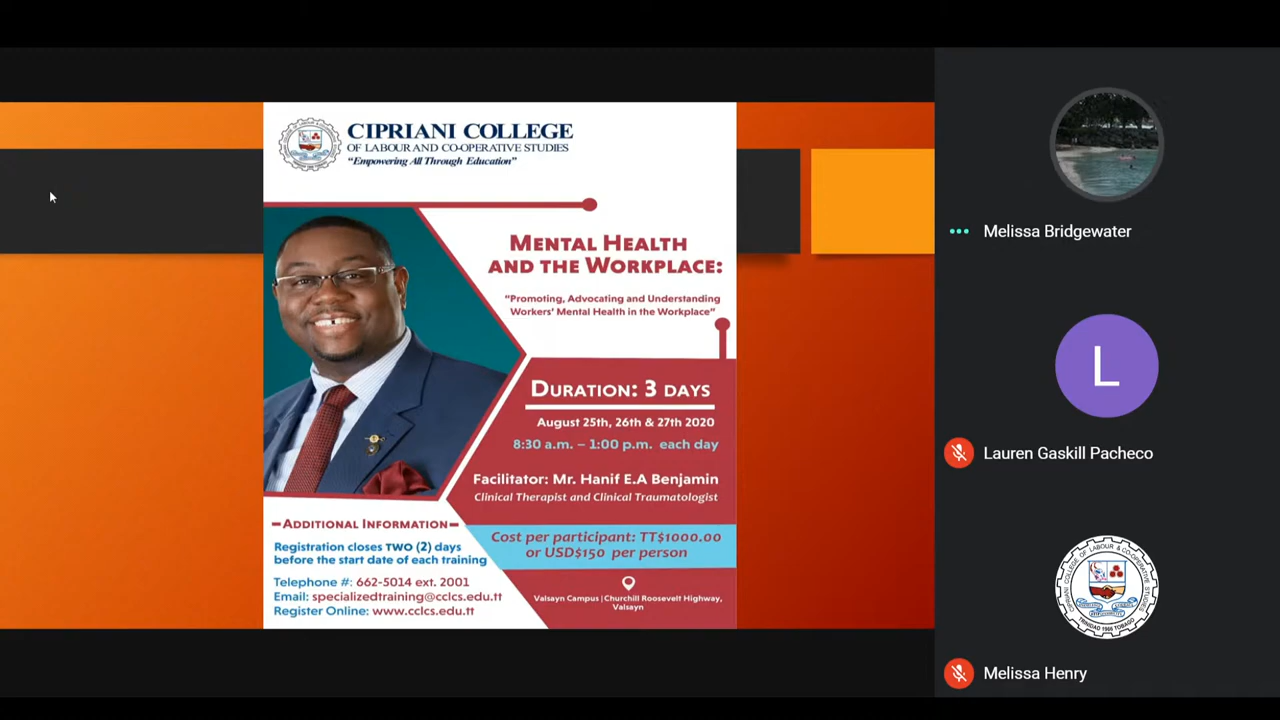 CIPRIANI COLLEGE
OF LABOUR AND CO-OPERATIVE STUDIES
"Empowering All Through Education"
MENTAL HEALTH
AND THE WORKPLACE:
"Promoting, Advocating and Understanding
Workers' Mental Health in the Workplace"
DURATION: 3 DAYS
August 25th, 26th & 27th 2020
8:30 a.m. – 1:00 p.m. each day
Facilitator: Mr. Hanif E.A Benjamin
Clinical Therapist and Clinical Traumatologist
Cost per participant: TT$1000.00
or USD$150 per person
Valsayn Campus | Churchill Roosevelt Highway,
Valsayn
ADDITIONAL INFORMATION
Registration closes TWO (2) days
before the start date of each training
Telephone #: 662-5014 ext. 2001
Email: specializedtraining@cclcs.edu.tt
Register Online: www.cclcs.edu.tt
Melissa Bridgewater
L
Lauren Gaskill Pacheco
Melissa Henry